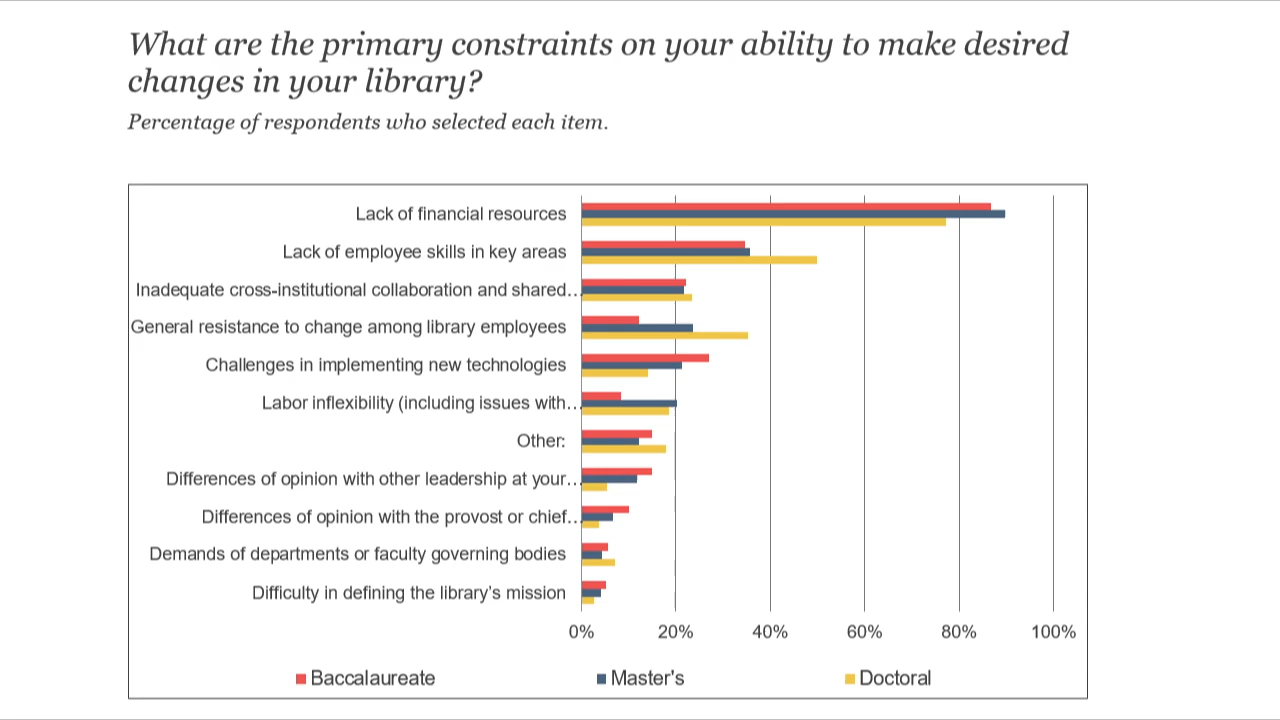 What are the primary constraints on your ability to make desired
changes in your library?
Percentage of respondents who selected each item.
Lack of financial resources
Lack of employee skills in key areas
Inadequate cross-institutional collaboration and shared…
General resistance to change among library employees
Challenges in implementing new technologies
Labor inflexibility (including issues with…
Other:
Differences of opinion with other leadership at your…
Differences of opinion with the provost or chief…
Demands of departments or faculty governing bodies
Difficulty in defining the library's mission
0% 20% 40% 60% 80% 100%
Baccalaureate Master's Doctoral